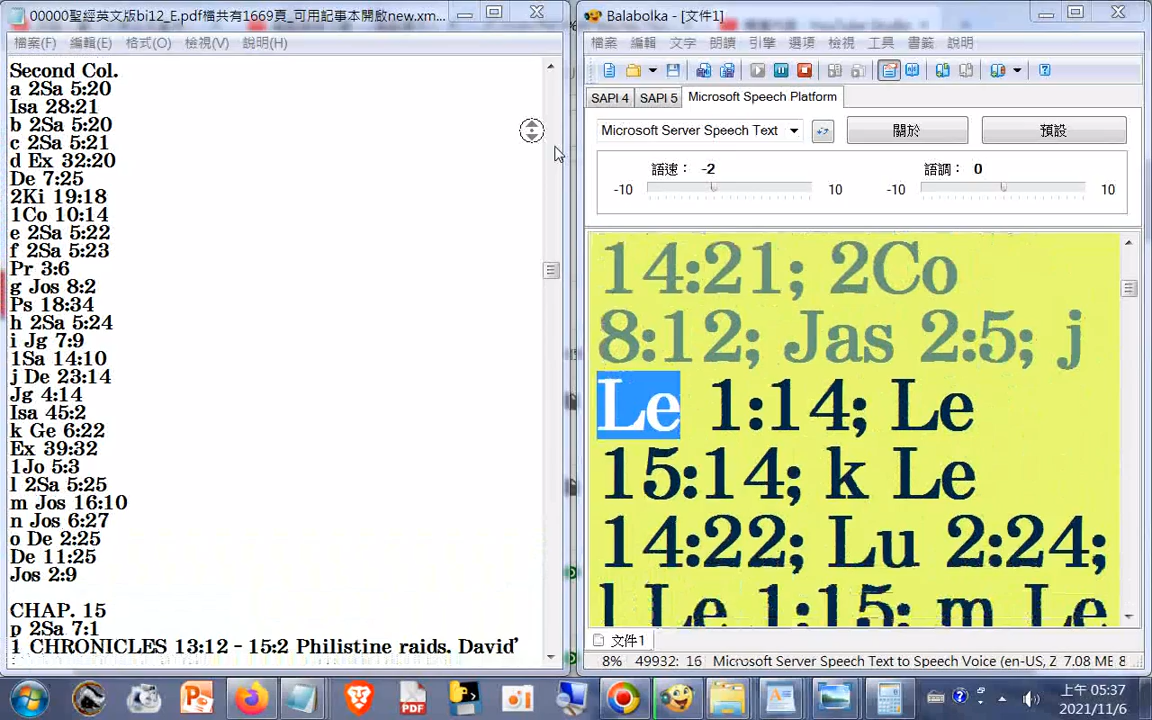 00000聖經英文版bi12_E.pdf檔共有1669頁_可用記事本開啟new.xm...
檔案(F) 編輯(E) 格式(O) 檢視(V) 說明(H)
Second Col.
a 2Sa 5:20
Isa 28:21
b 2Sa 5:20
c 2Sa 5:21
d Ex 32:20
De 7:25
2Ki 19:18
1Co 10:14
e 2Sa 5:22
f 2Sa 5:23
Pr 3:6
g Jos 8:2
Ps 18:34
h 2Sa 5:24
i Jg 7:9
1Sa 14:10
j De 23:14
Jg 4:14
Isa 45:2
k Ge 6:22
Ex 39:32
1Jo 5:3
l 2Sa 5:25
m Jos 16:10
n Jos 6:27
o De 2:25
De 11:25
Jos 2:9
CHAP. 15
p 2Sa 7:1
1 CHRONICLES 13:12 - 15:2 Philistine raids. David’
Balabolka - [文件1]
檔案 編輯 文字 朗讀 引擎 選項 檢視 工具 書籤 說明
SAPI 4 SAPI 5 Microsoft Speech Platform
Microsoft Server Speech Text 關於 預設
語速： -2 語調： 0
-10 10 -10 10
14:21; 2Co
8:12; Jas 2:5; j
Le 1:14; Le
15:14; k Le
14:22; Lu 2:24;
l Le 1:15; m Le
文件1
8% 49932: 16 Microsoft Server Speech Text to Speech Voice (en-US, Z 7.08 MB 8
PDF
上午 05:37
2021/11/6